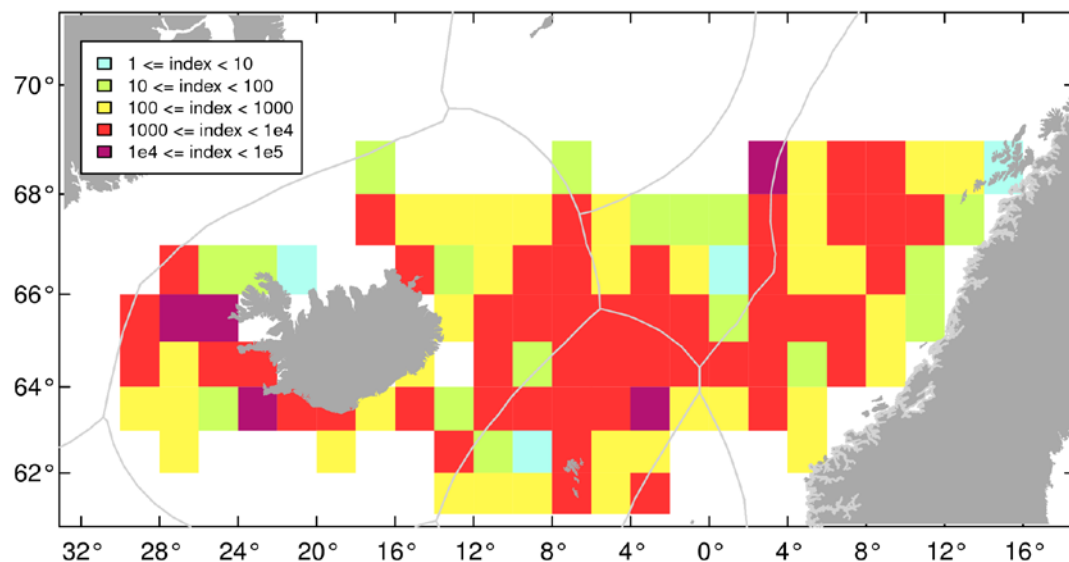 1 <= index < 10
10 <= index < 100
100 <= index < 1000
1000 <= index < 1e4
1e4 <= index < 1e5
70°
68°
66°
64°
62°
32° 28° 24° 20° 16° 12° 8° 4° 0° 4° 8° 12° 16°